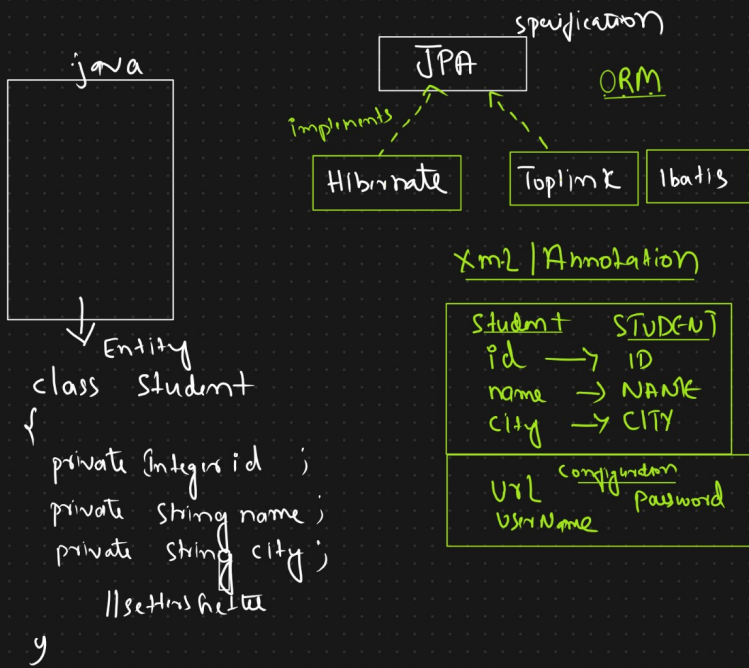 java
Entity
class Student
{
private Integer id ;
private String name ;
private String city ;
//setters
}
specification
JPA
ORM
implements
Hibernate
Toplink
Ibatis
XML | Annotation
Student STUDENT
id → ID
name → NAME
city → CITY
configuration
Url password
UserName